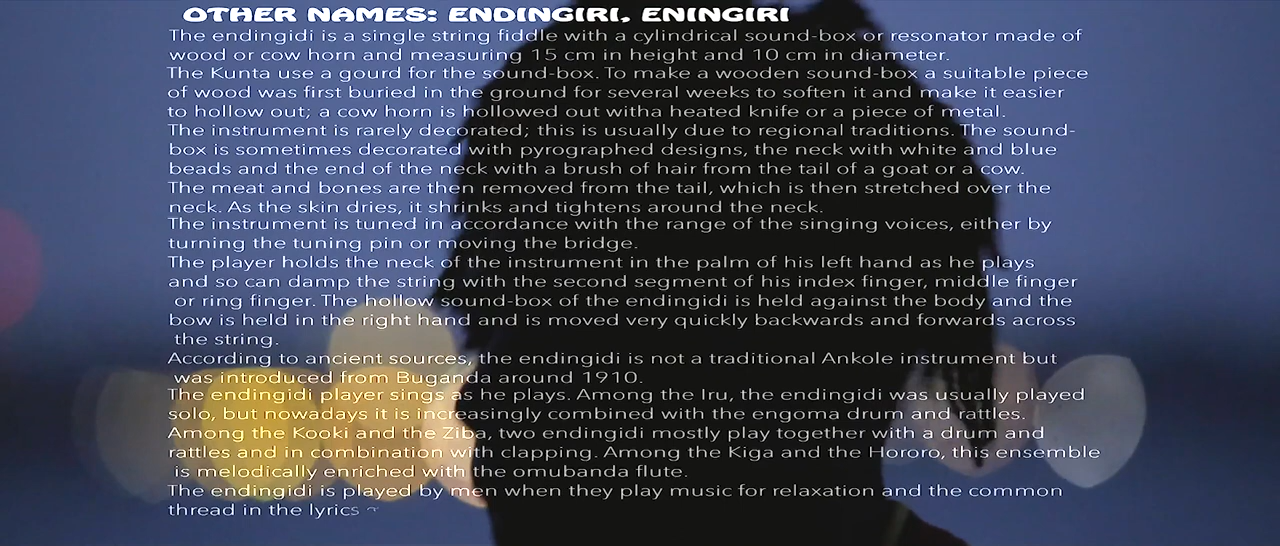 OTHER NAMES: ENDINGIRI, ENINGIRI
The endingidi is a single string fiddle with a cylindrical sound-box or resonator made of
wood or cow horn and measuring 15 cm in height and 10 cm in diameter.
The Kunta use a gourd for the sound-box. To make a wooden sound-box a suitable piece
of wood was first buried in the ground for several weeks to soften it and make it easier
to hollow out; a cow horn is hollowed out witha heated knife or a piece of metal.
The instrument is rarely decorated; this is usually due to regional traditions. The sound-
box is sometimes decorated with pyrographed designs, the neck with white and blue
beads and the end of the neck with a brush of hair from the tail of a goat or a cow.
The meat and bones are then removed from the tail, which is then stretched over the
neck. As the skin dries, it shrinks and tightens around the neck.
The instrument is tuned in accordance with the range of the singing voices, either by
turning the tuning pin or moving the bridge.
The player holds the neck of the instrument in the palm of his left hand as he plays
and so can damp the string with the second segment of his index finger, middle finger
or ring finger. The hollow sound-box of the endingidi is held against the body and the
bow is held in the right hand and is moved very quickly backwards and forwards across
the string.
According to ancient sources, the endingidi is not a traditional Ankole instrument but
was introduced from Buganda around 1910.
The endingidi player sings as he plays. Among the Iru, the endingidi was usually played
solo, but nowadays it is increasingly combined with the engoma drum and rattles.
Among the Kooki and the Ziba, two endingidi mostly play together with a drum and
rattles and in combination with clapping. Among the Kiga and the Hororo, this ensemble
is melodically enriched with the omubanda flute.
The endingidi is played by men when they play music for relaxation and the common
thread in the lyrics